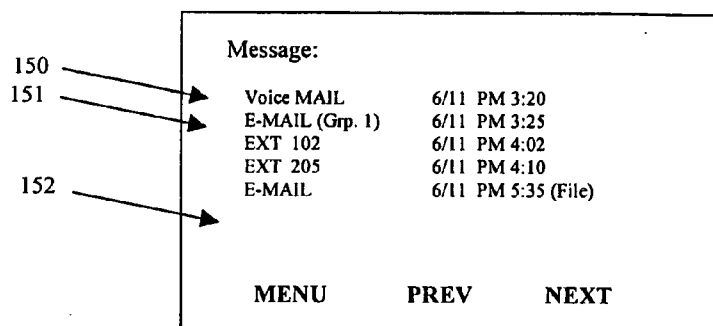 Message:
150
Voice MAIL 6/11 PM 3:20
151
E-MAIL (Grp. 1) 6/11 PM 3:25
EXT 102 6/11 PM 4:02
EXT 205 6/11 PM 4:10
152
E-MAIL 6/11 PM 5:35 (File)
MENU PREV NEXT